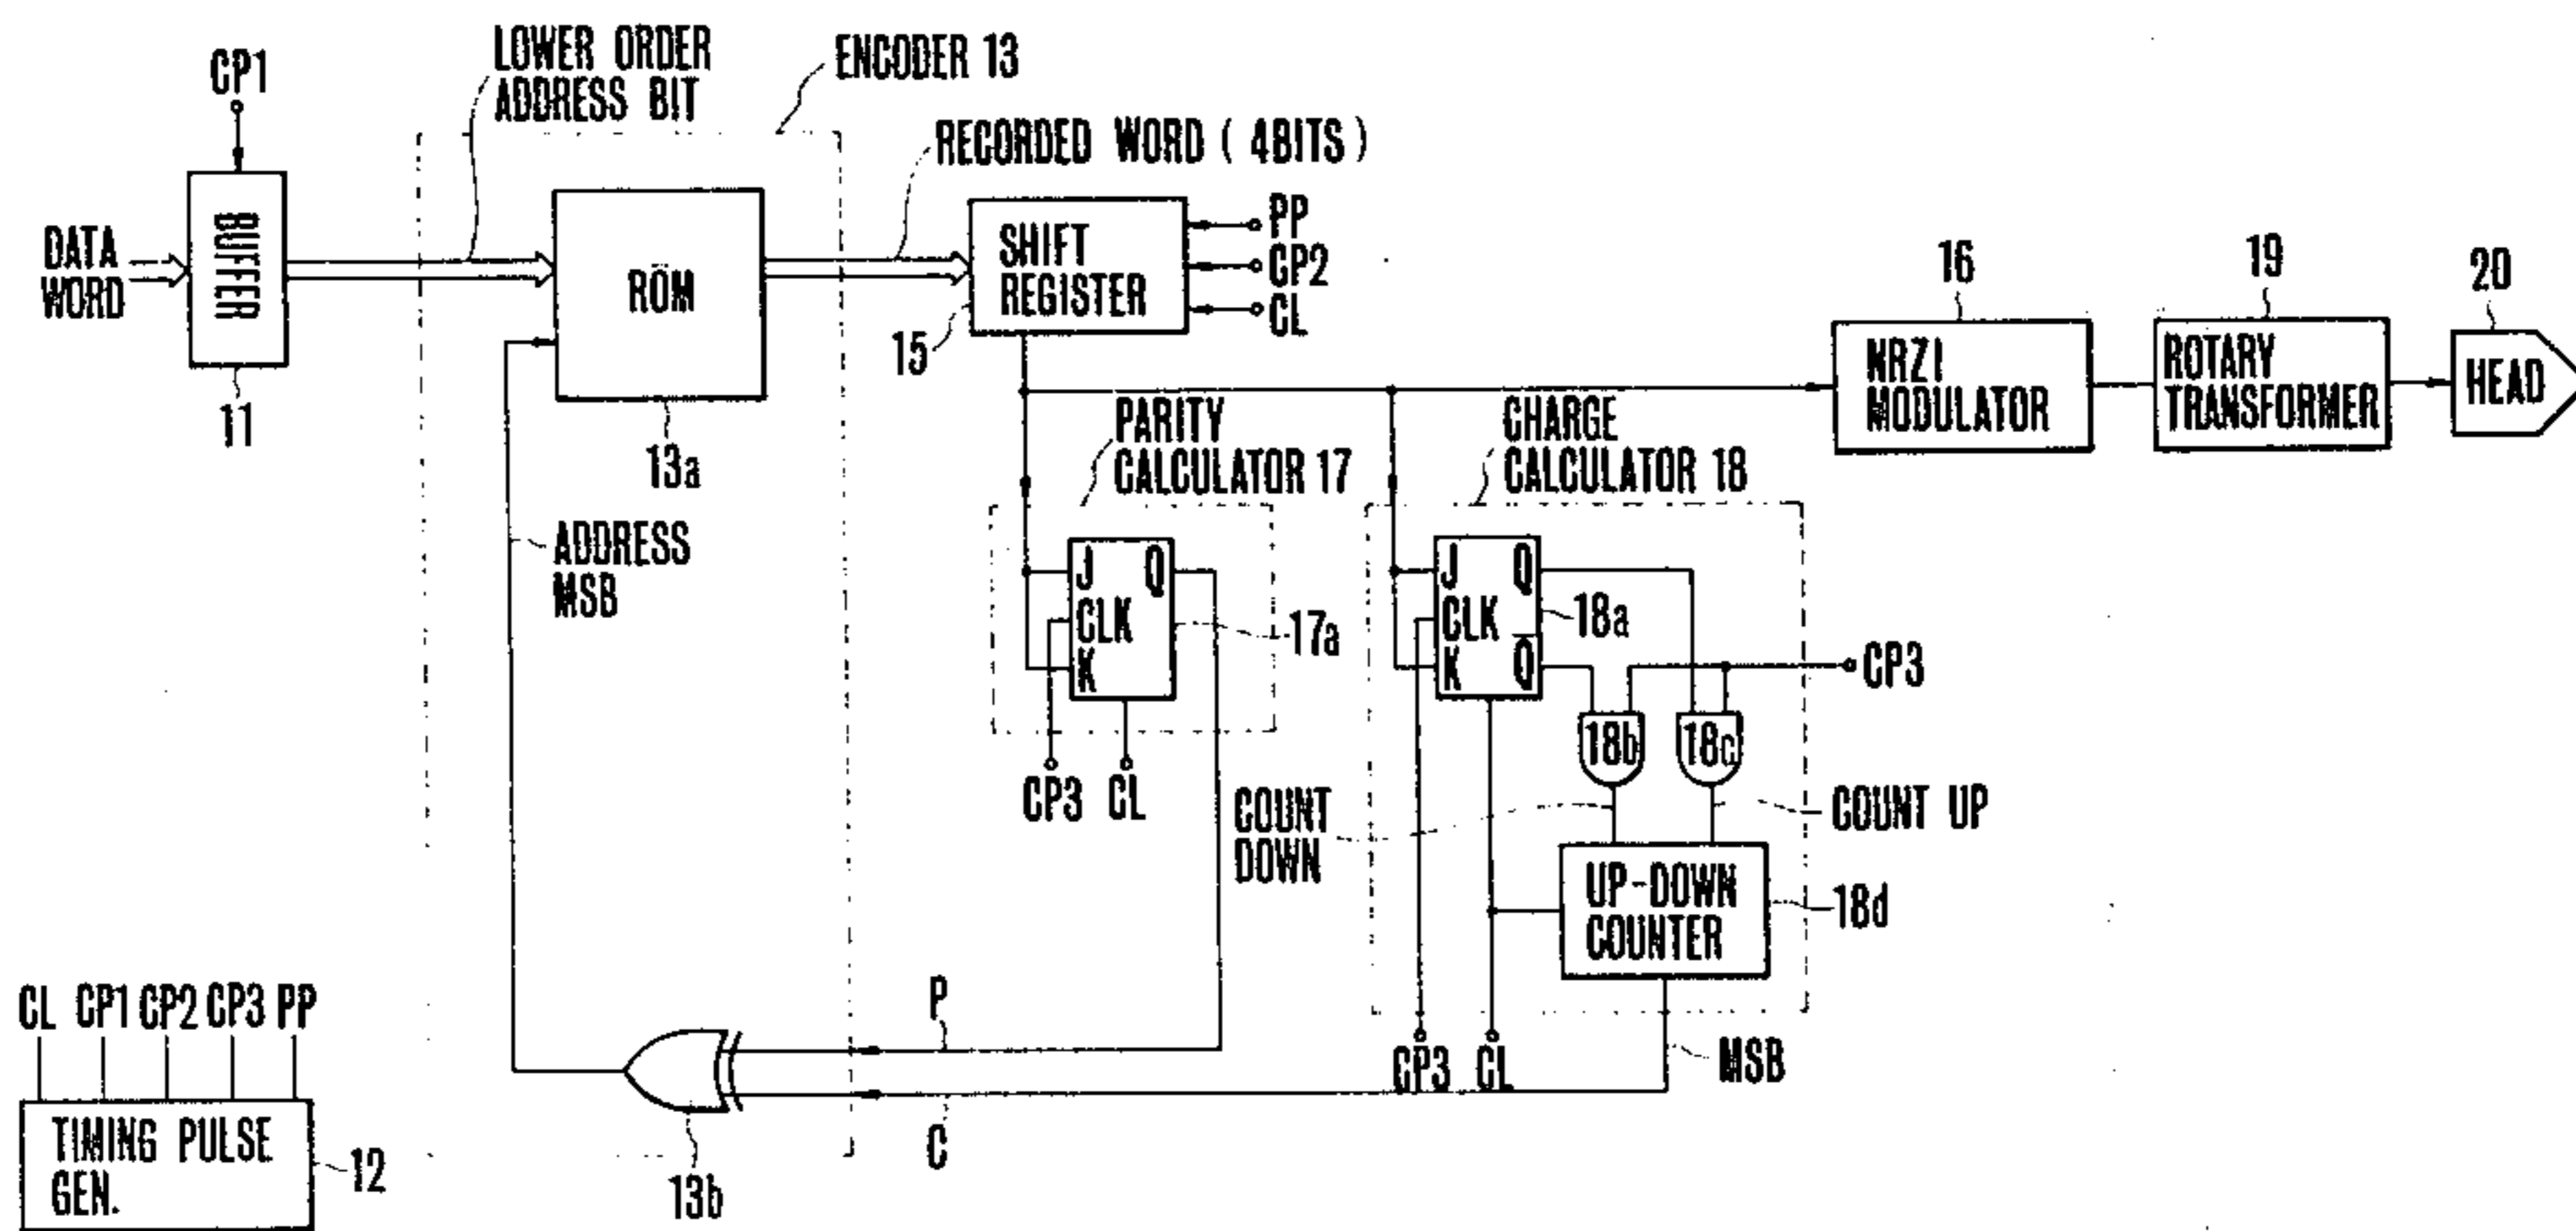 CP1
LOWER ORDER
ADDRESS BIT
ENCODER 13
RECORDED WORD ( 4BITS )
DATA
WORD
BUFFER
11
ROM
13a
SHIFT
REGISTER
15
PP
CP2
CL
16
NRZI
MODULATOR
19
ROTARY
TRANSFORMER
20
HEAD
PARITY
CALCULATOR 17
CHARGE
CALCULATOR 18
ADDRESS
MSB
J Q
CLK
K
17a
CP3 CL
J Q
CLK
K Q̅
18a
CP3
18b
18c
COUNT
DOWN
COUNT UP
UP-DOWN
COUNTER
18d
CP3 CL
MSB
P
C
13b
CL CP1 CP2 CP3 PP
TIMING PULSE
GEN.
12